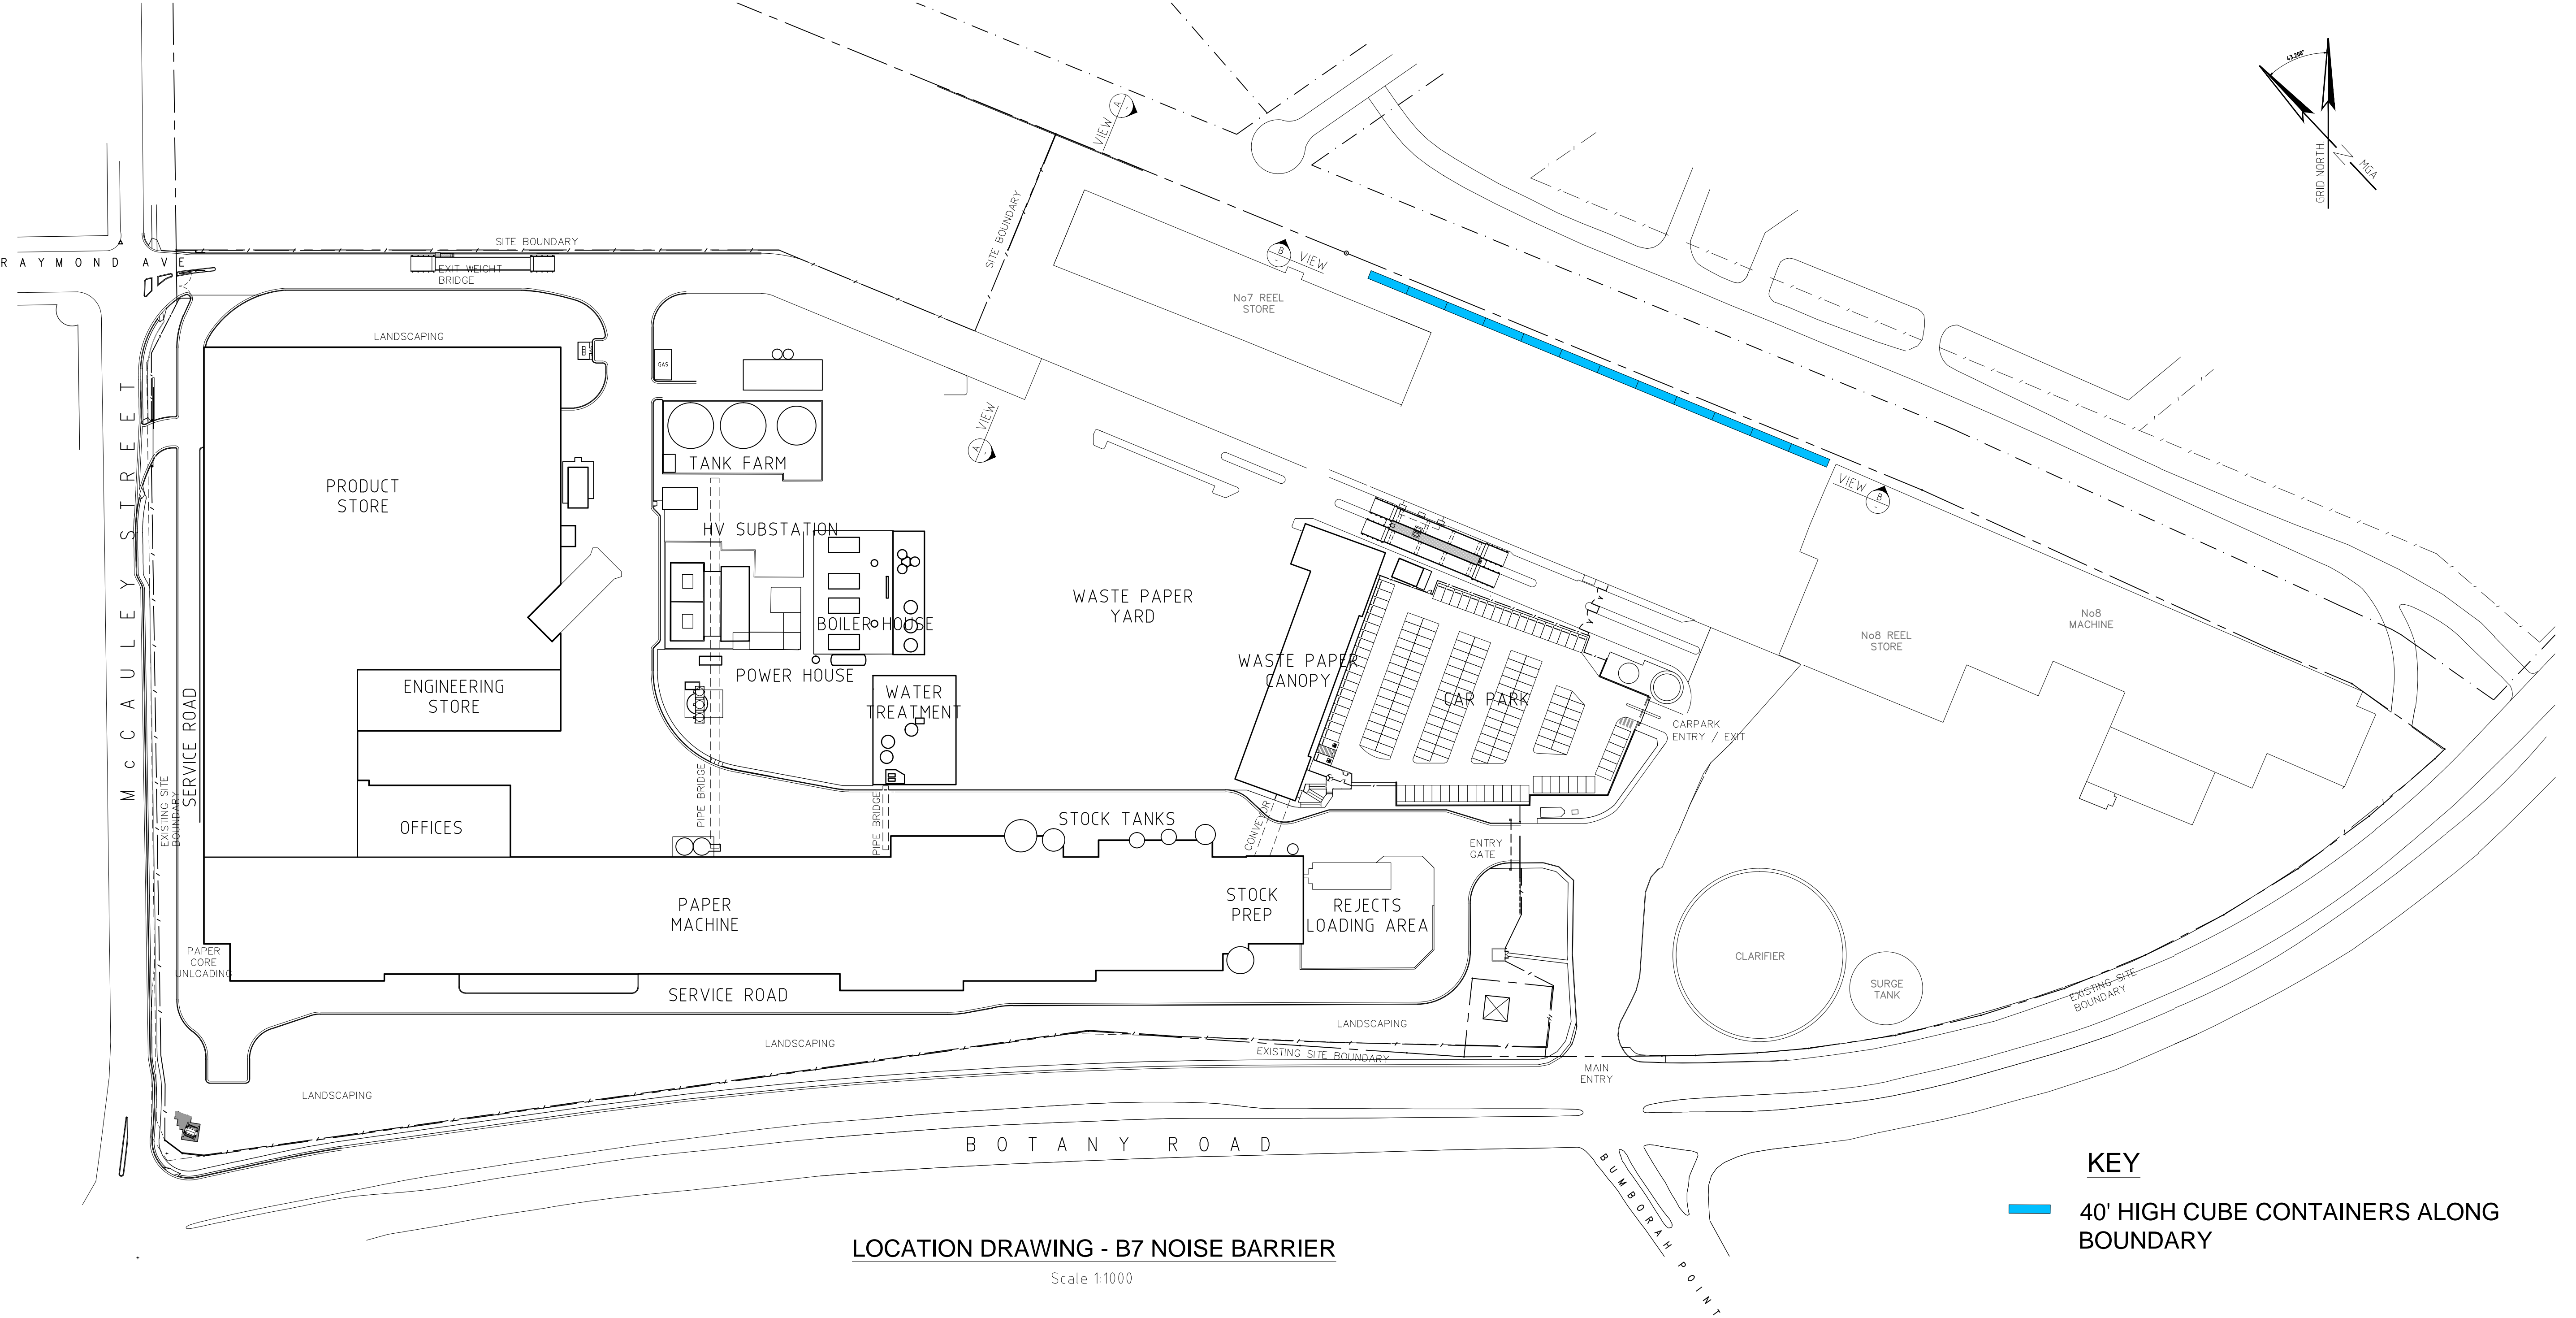 43.200°
GRID NORTH.
MGA
A
-
VIEW
SITE BOUNDARY
SITE BOUNDARY
RAYMOND AVE
EXIT WEIGHT
BRIDGE
B
-
VIEW
No7 REEL
STORE
LANDSCAPING
GAS
A
-
VIEW
TANK FARM
McCAULEY STREET
PRODUCT
STORE
VIEW
B
-
HV SUBSTATION
WASTE PAPER
YARD
BOILER HOUSE
No8
MACHINE
No8 REEL
STORE
WASTE PAPER
CANOPY
POWER HOUSE
ENGINEERING
STORE
WATER
TREATMENT
CAR PARK
CARPARK
ENTRY / EXIT
SERVICE ROAD
EXISTING SITE
BOUNDARY
PIPE BRIDGE
PIPE BRIDGE
STOCK TANKS
CONVEYOR
OFFICES
ENTRY
GATE
PAPER
MACHINE
STOCK
PREP
REJECTS
LOADING AREA
PAPER
CORE
UNLOADING
CLARIFIER
SURGE
TANK
EXISTING SITE
BOUNDARY
SERVICE ROAD
LANDSCAPING
LANDSCAPING
EXISTING SITE BOUNDARY
MAIN
ENTRY
LANDSCAPING
BOTANY ROAD
BUMBORAH POINT
KEY
40' HIGH CUBE CONTAINERS ALONG
BOUNDARY
LOCATION DRAWING - B7 NOISE BARRIER
Scale 1:1000